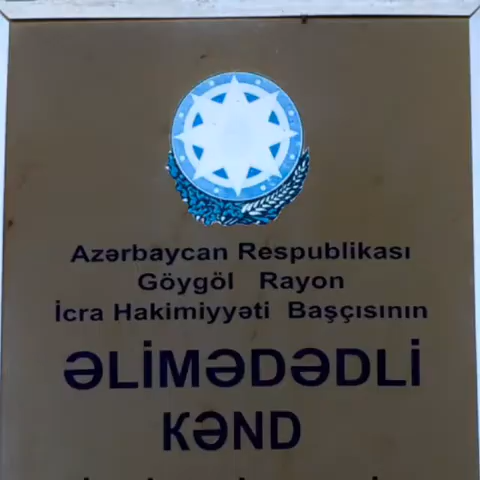 Azərbaycan Respublikası
Göygöl Rayon
İcra Hakimiyyəti Başçısının
ƏLİMƏDƏDLİ
KƏND